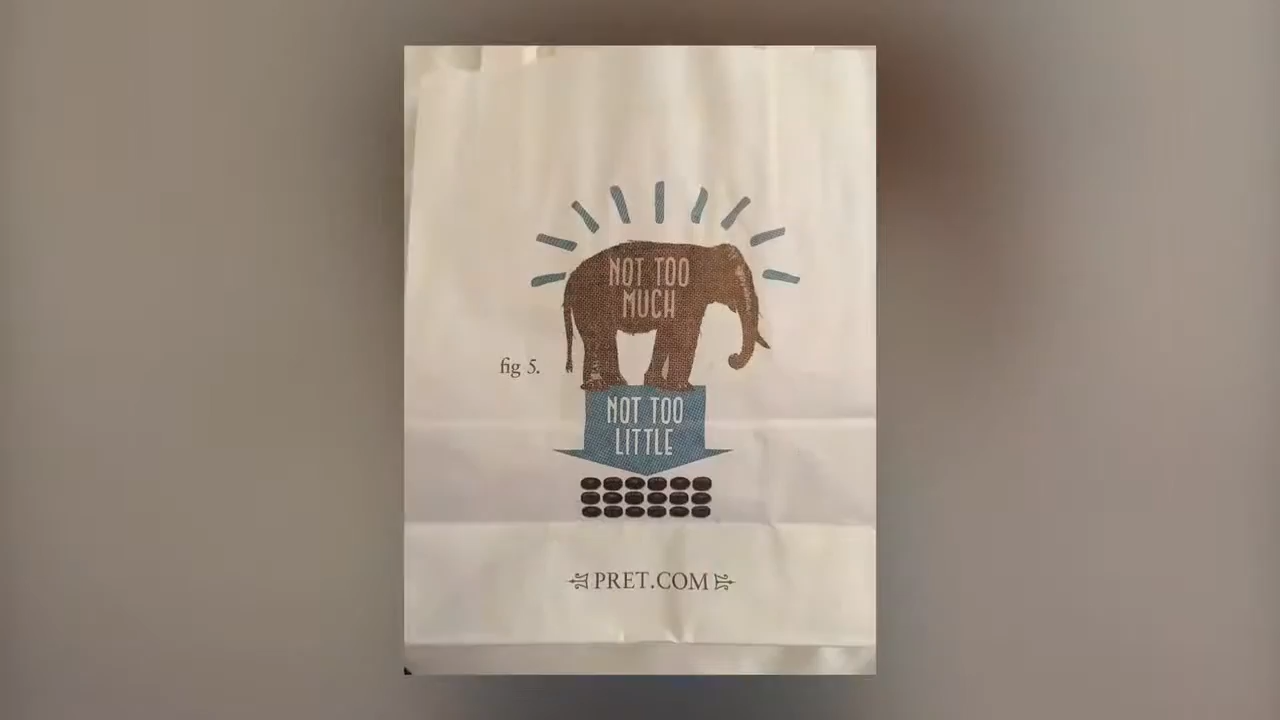 NOT TOO
MUCH
fig 5.
NOT TOO
LITTLE
PRET.COM